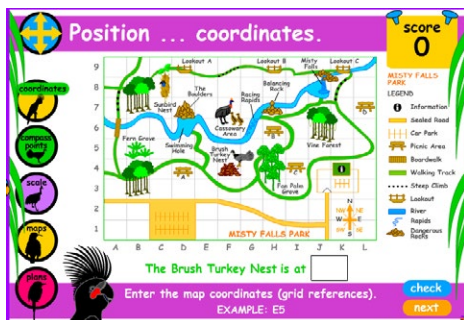 Position ... coordinates.
score
0
coordinates
compass points
scale
maps
plans
9
8
7
6
5
4
3
2
1
Lookout A
Lookout B
Misty Falls
Lookout C
Balancing Rock
The Boulders
Sunbird Nest
Racing Rapids
Cassowary Area
B
Fern Grove
Swimming Hole
Brush Turkey Nest
Vine Forest
A
C
Fan Palm Grove
N
W
E
S
MISTY FALLS PARK
A B C D E F G H I J K L
MISTY FALLS PARK
LEGEND
Information
Sealed Road
Car Park
Picnic Area
Boardwalk
Walking Track
Steep Climb
Lookout
River
Rapids
Dangerous Rocks
The Brush Turkey Nest is at
Enter the map coordinates (grid references).
EXAMPLE: E5
check
next